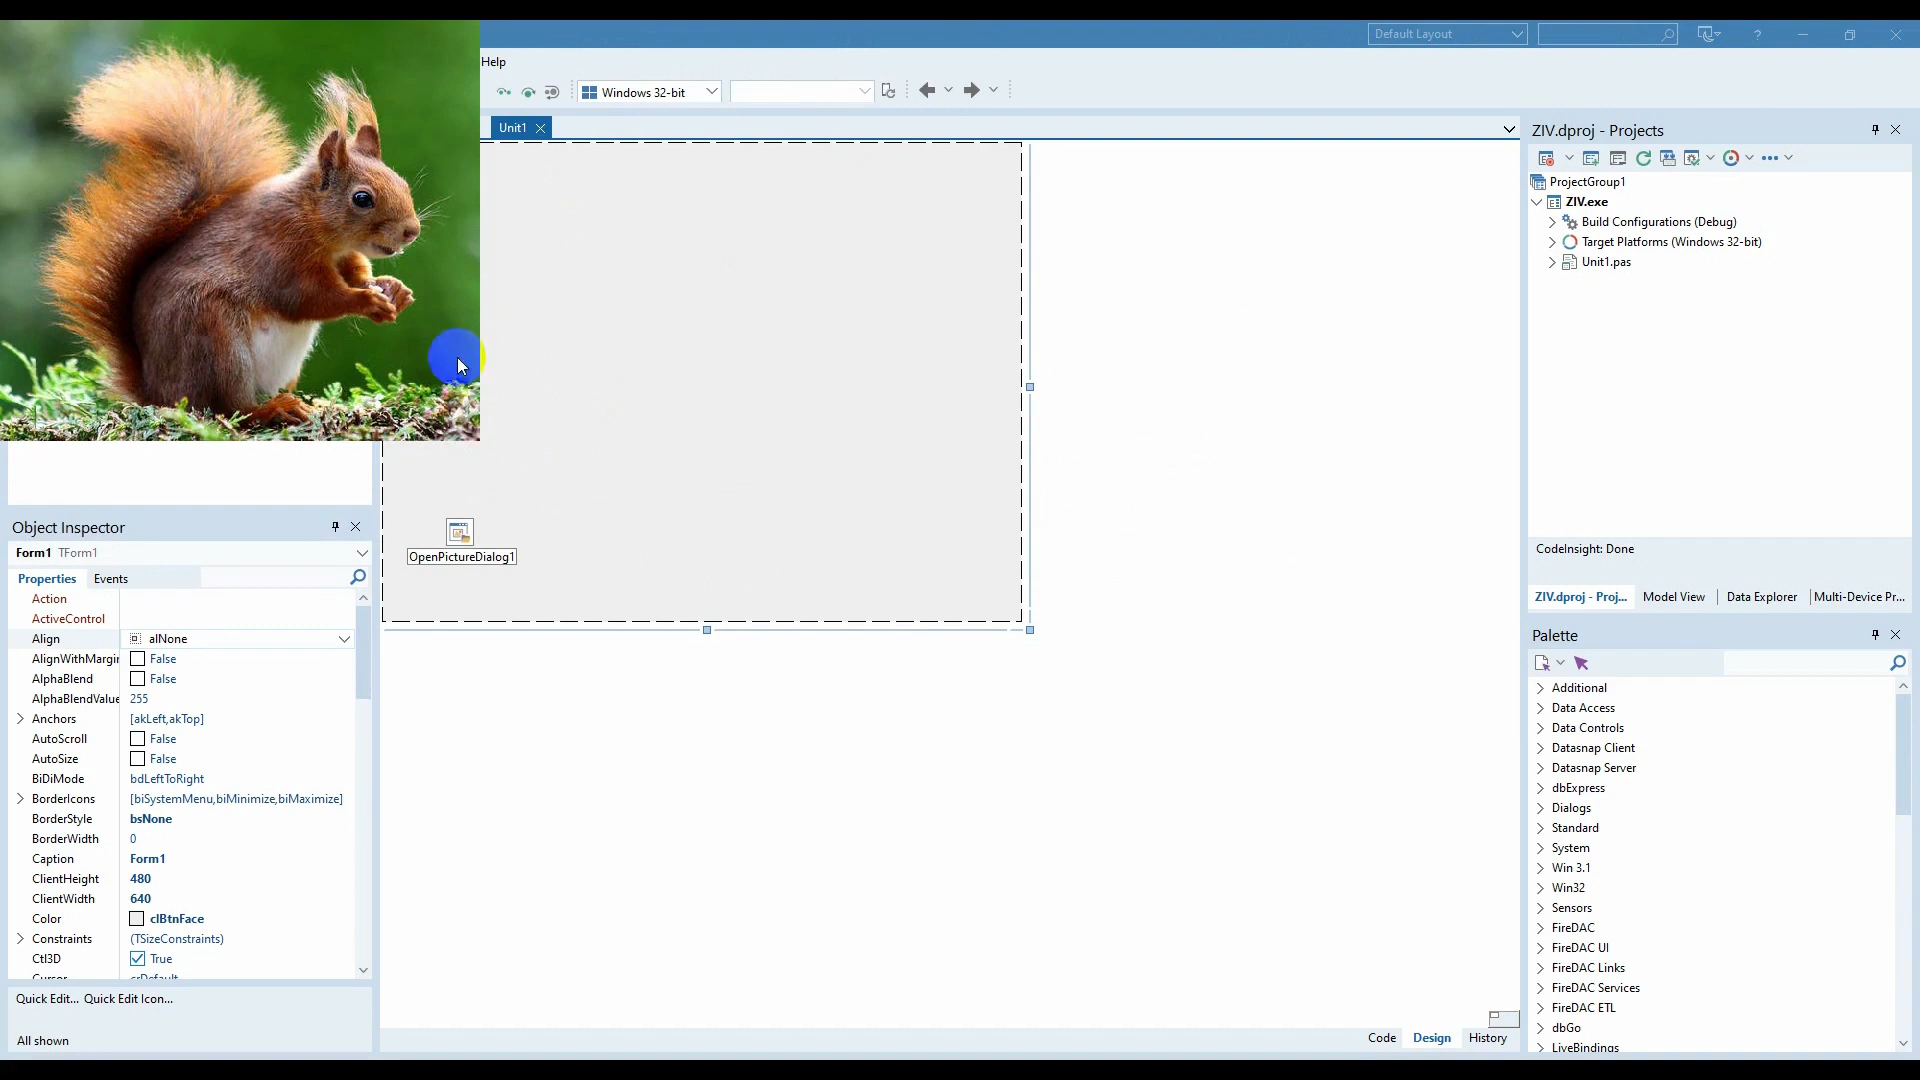 Default Layout
?
Help
Windows 32-bit
Unit1
ZIV.dproj - Projects
ProjectGroup1
ZIV.exe
Build Configurations (Debug)
Target Platforms (Windows 32-bit)
Unit1.pas
OpenPictureDialog1
Object Inspector
Form1 TForm1
Properties Events
Action
ActiveControl
Align alNone
AlignWithMargin False
AlphaBlend False
AlphaBlendValue 255
Anchors [akLeft,akTop]
AutoScroll False
AutoSize False
BiDiMode bdLeftToRight
BorderIcons [biSystemMenu,biMinimize,biMaximize]
BorderStyle bsNone
BorderWidth 0
Caption Form1
ClientHeight 480
ClientWidth 640
Color clBtnFace
Constraints (TSizeConstraints)
Ctl3D True
Cursor crDefault
Quick Edit... Quick Edit Icon...
All shown
CodeInsight: Done
ZIV.dproj - Proj... Model View Data Explorer Multi-Device Pr...
Palette
Additional
Data Access
Data Controls
Datasnap Client
Datasnap Server
dbExpress
Dialogs
Standard
System
Win 3.1
Win32
Sensors
FireDAC
FireDAC UI
FireDAC Links
FireDAC Services
FireDAC ETL
dbGo
LiveBindings
Code Design History